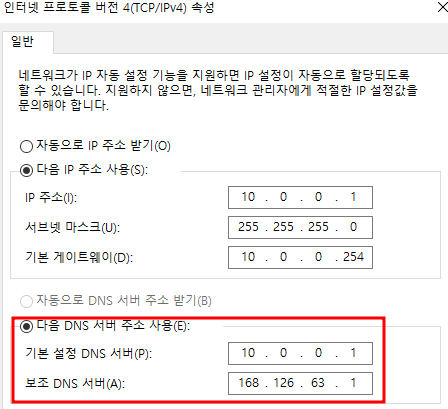 인터넷 프로토콜 버전 4(TCP/IPv4) 속성
일반
네트워크가 IP 자동 설정 기능을 지원하면 IP 설정이 자동으로 할당되도록
할 수 있습니다. 지원하지 않으면, 네트워크 관리자에게 적절한 IP 설정값을
문의해야 합니다.
자동으로 IP 주소 받기(O)
다음 IP 주소 사용(S):
IP 주소(I): 10 . 0 . 0 . 1
서브넷 마스크(U): 255 . 255 . 255 . 0
기본 게이트웨이(D): 10 . 0 . 0 . 254
자동으로 DNS 서버 주소 받기(B)
다음 DNS 서버 주소 사용(E):
기본 설정 DNS 서버(P): 10 . 0 . 0 . 1
보조 DNS 서버(A): 168 . 126 . 63 . 1